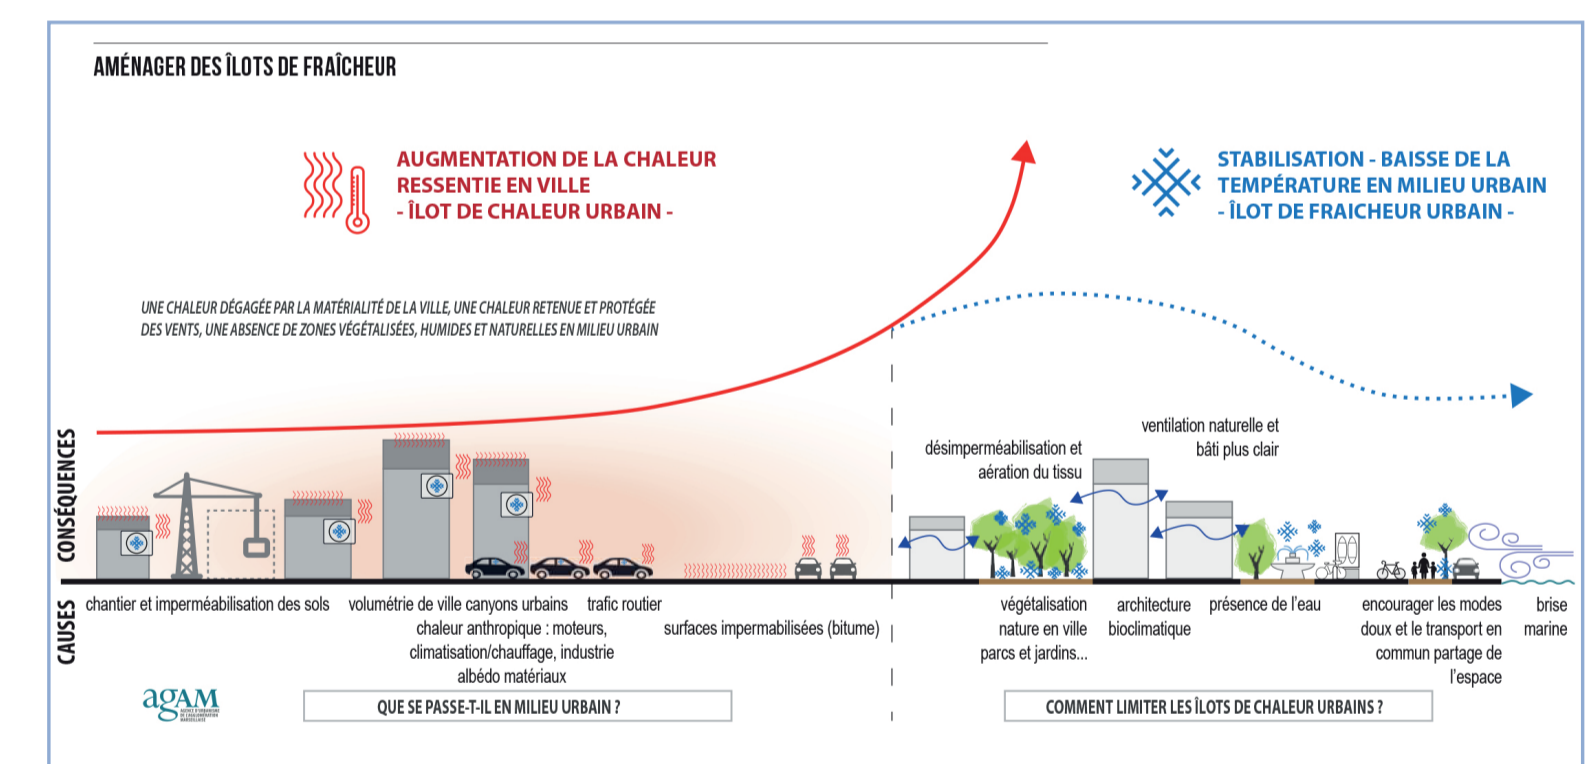 AMÉNAGER DES ÎLOTS DE FRAÎCHEUR
AUGMENTATION DE LA CHALEUR
RESSENTIE EN VILLE
- ÎLOT DE CHALEUR URBAIN -
STABILISATION - BAISSE DE LA
TEMPÉRATURE EN MILIEU URBAIN
- ÎLOT DE FRAICHEUR URBAIN -
UNE CHALEUR DÉGAGÉE PAR LA MATÉRIALITÉ DE LA VILLE, UNE CHALEUR RETENUE ET PROTÉGÉE
DES VENTS, UNE ABSENCE DE ZONES VÉGÉTALISÉES, HUMIDES ET NATURELLES EN MILIEU URBAIN
CONSÉQUENCES
désimperméabilisation et
aération du tissu
ventilation naturelle et
bâti plus clair
CAUSES
chantier et imperméabilisation des sols
volumétrie de ville canyons urbains
chaleur anthropique : moteurs,
climatisation/chauffage, industrie
albédo matériaux
trafic routier
surfaces impermabilisées (bitume)
végétalisation
nature en ville
parcs et jardins...
architecture
bioclimatique
présence de l'eau
encourager les modes
doux et le transport en
commun partage de
l'espace
brise
marine
agAM
AGENCE D'URBANISME
DE L'AGGLOMÉRATION
MARSEILLAISE
QUE SE PASSE-T-IL EN MILIEU URBAIN ?
COMMENT LIMITER LES ÎLOTS DE CHALEUR URBAINS ?